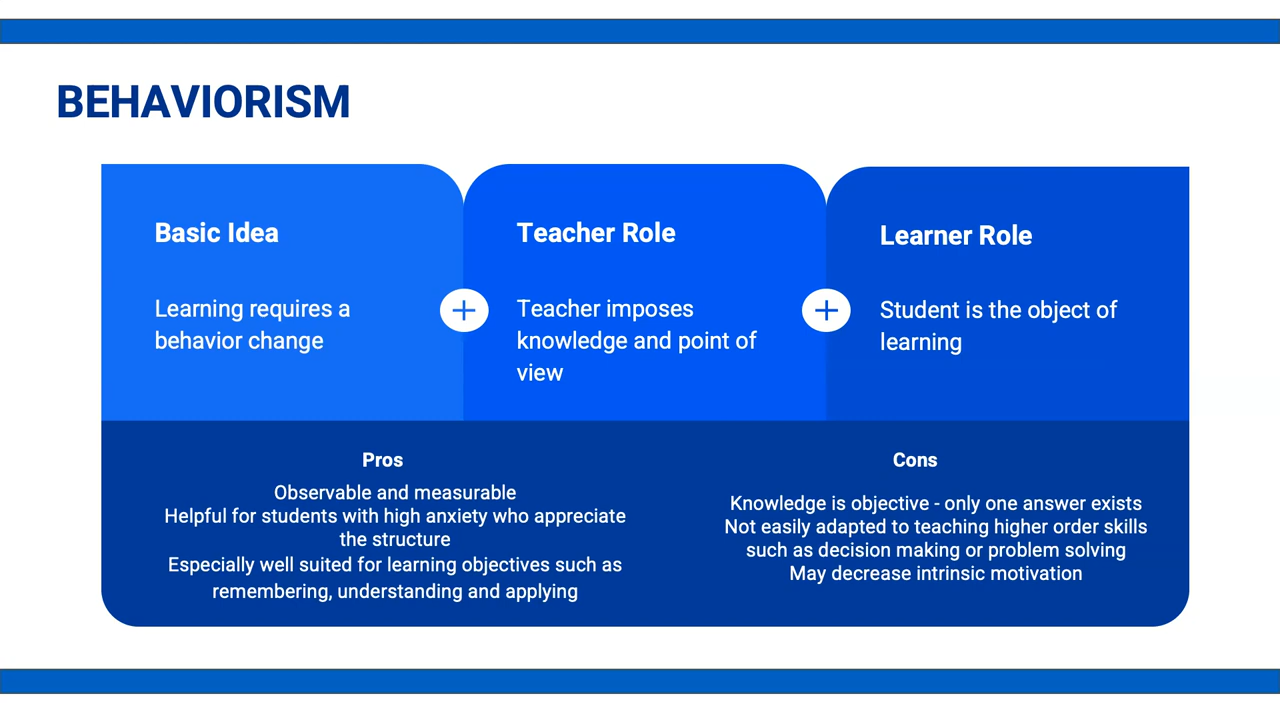 BEHAVIORISM
Basic Idea
Learning requires a
behavior change
Teacher Role
Teacher imposes
knowledge and point of
view
Learner Role
Student is the object of
learning
Pros
Observable and measurable
Helpful for students with high anxiety who appreciate
the structure
Especially well suited for learning objectives such as
remembering, understanding and applying
Cons
Knowledge is objective - only one answer exists
Not easily adapted to teaching higher order skills
such as decision making or problem solving
May decrease intrinsic motivation